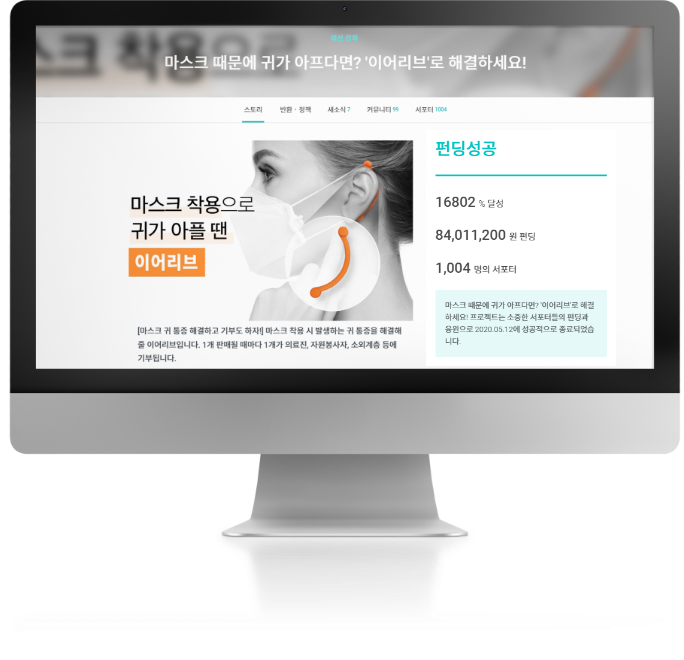 마스크 착용으로
마스크 때문에 귀가 아프다면? '이어리브'로 해결하세요!
스토리
반환 · 정책
새소식 7
커뮤니티 99
서포터 1004
마스크 착용으로
귀가 아플 땐
이어리브
[마스크 귀 통증 해결하고 기부도 하자!] 마스크 착용 시 발생하는 귀 통증을 해결해
줄 이어리브입니다. 1개 판매될 때마다 1개가 의료진, 자원봉사자, 소외계층 등에
기부됩니다.
펀딩성공
16802 % 달성
84,011,200 원 펀딩
1,004 명의 서포터
마스크 때문에 귀가 아프다면? '이어리브'로 해결
하세요! 프로젝트는 소중한 서포터들의 펀딩과
응원으로 2020.05.12에 성공적으로 종료되었습
니다.